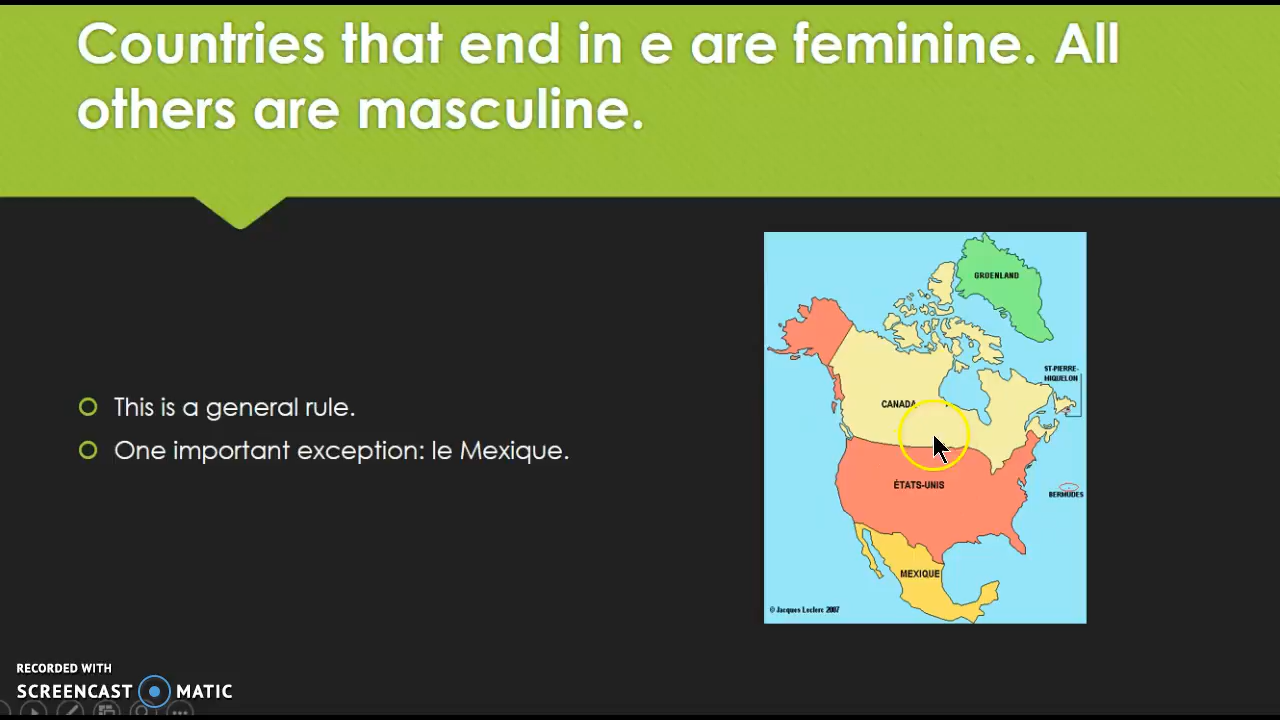 Countries that end in e are feminine. All
others are masculine.
This is a general rule.
One important exception: le Mexique.
GROENLAND
ST-PIERRE-
MIQUELON
CANADA
ÉTATS-UNIS
BERMUDES
MEXIQUE
© Jacques Leclerc 2007
RECORDED WITH
SCREENCAST MATIC